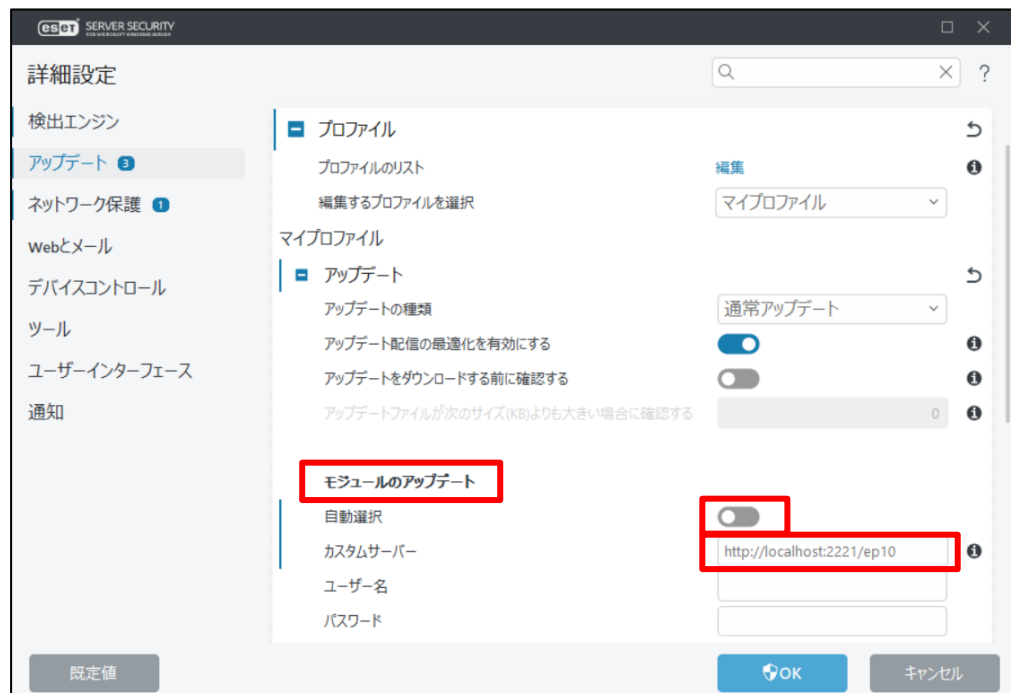 eset SERVER SECURITY
FOR MICROSOFT WINDOWS SERVER
詳細設定
?
検出エンジン
アップデート 3
ネットワーク保護 1
Webとメール
デバイスコントロール
ツール
ユーザーインターフェース
通知
プロファイル
プロファイルのリスト 編集
編集するプロファイルを選択 マイプロファイル
マイプロファイル
アップデート
アップデートの種類 通常アップデート
アップデート配信の最適化を有効にする
アップデートをダウンロードする前に確認する
アップデートファイルが次のサイズ(KB)よりも大きい場合に確認する 0
モジュールのアップデート
自動選択
カスタムサーバー http://localhost:2221/ep10
ユーザー名
パスワード
既定値 OK キャンセル